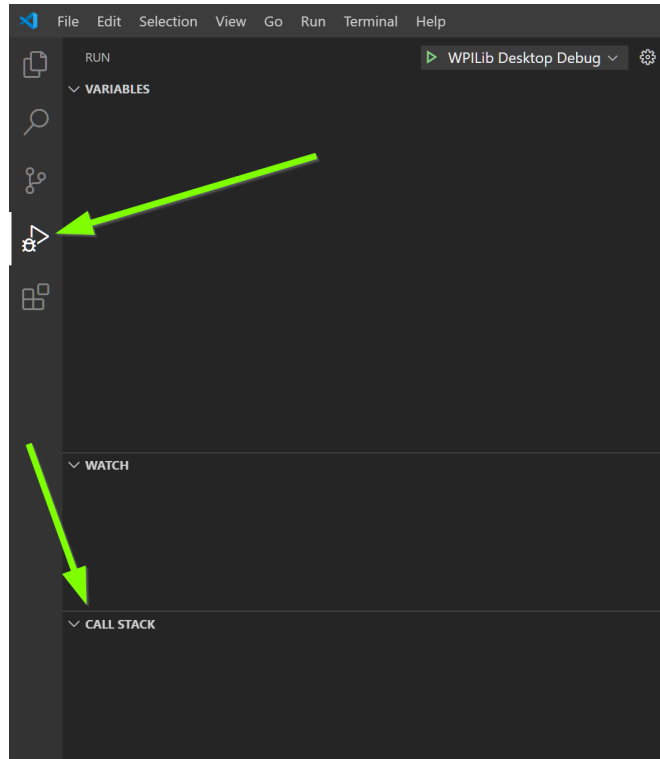 File Edit Selection View Go Run Terminal Help
RUN WPILib Desktop Debug
VARIABLES
WATCH
CALL STACK